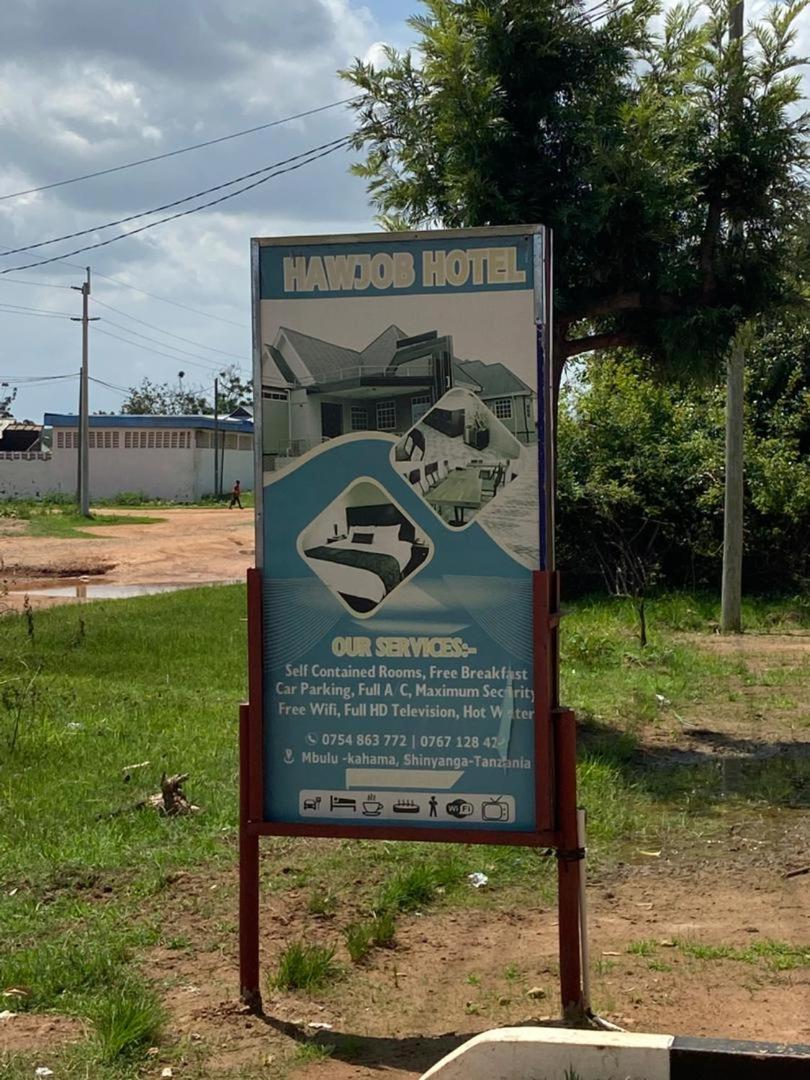 HAWJOB HOTEL
OUR SERVICES:-
Self Contained Rooms, Free Breakfast
Car Parking, Full A/C, Maximum Security
Free Wifi, Full HD Television, Hot Water
0754 863 772 | 0767 128
Mbulu -kahama, Shinyanga-Tanzania
WiFi